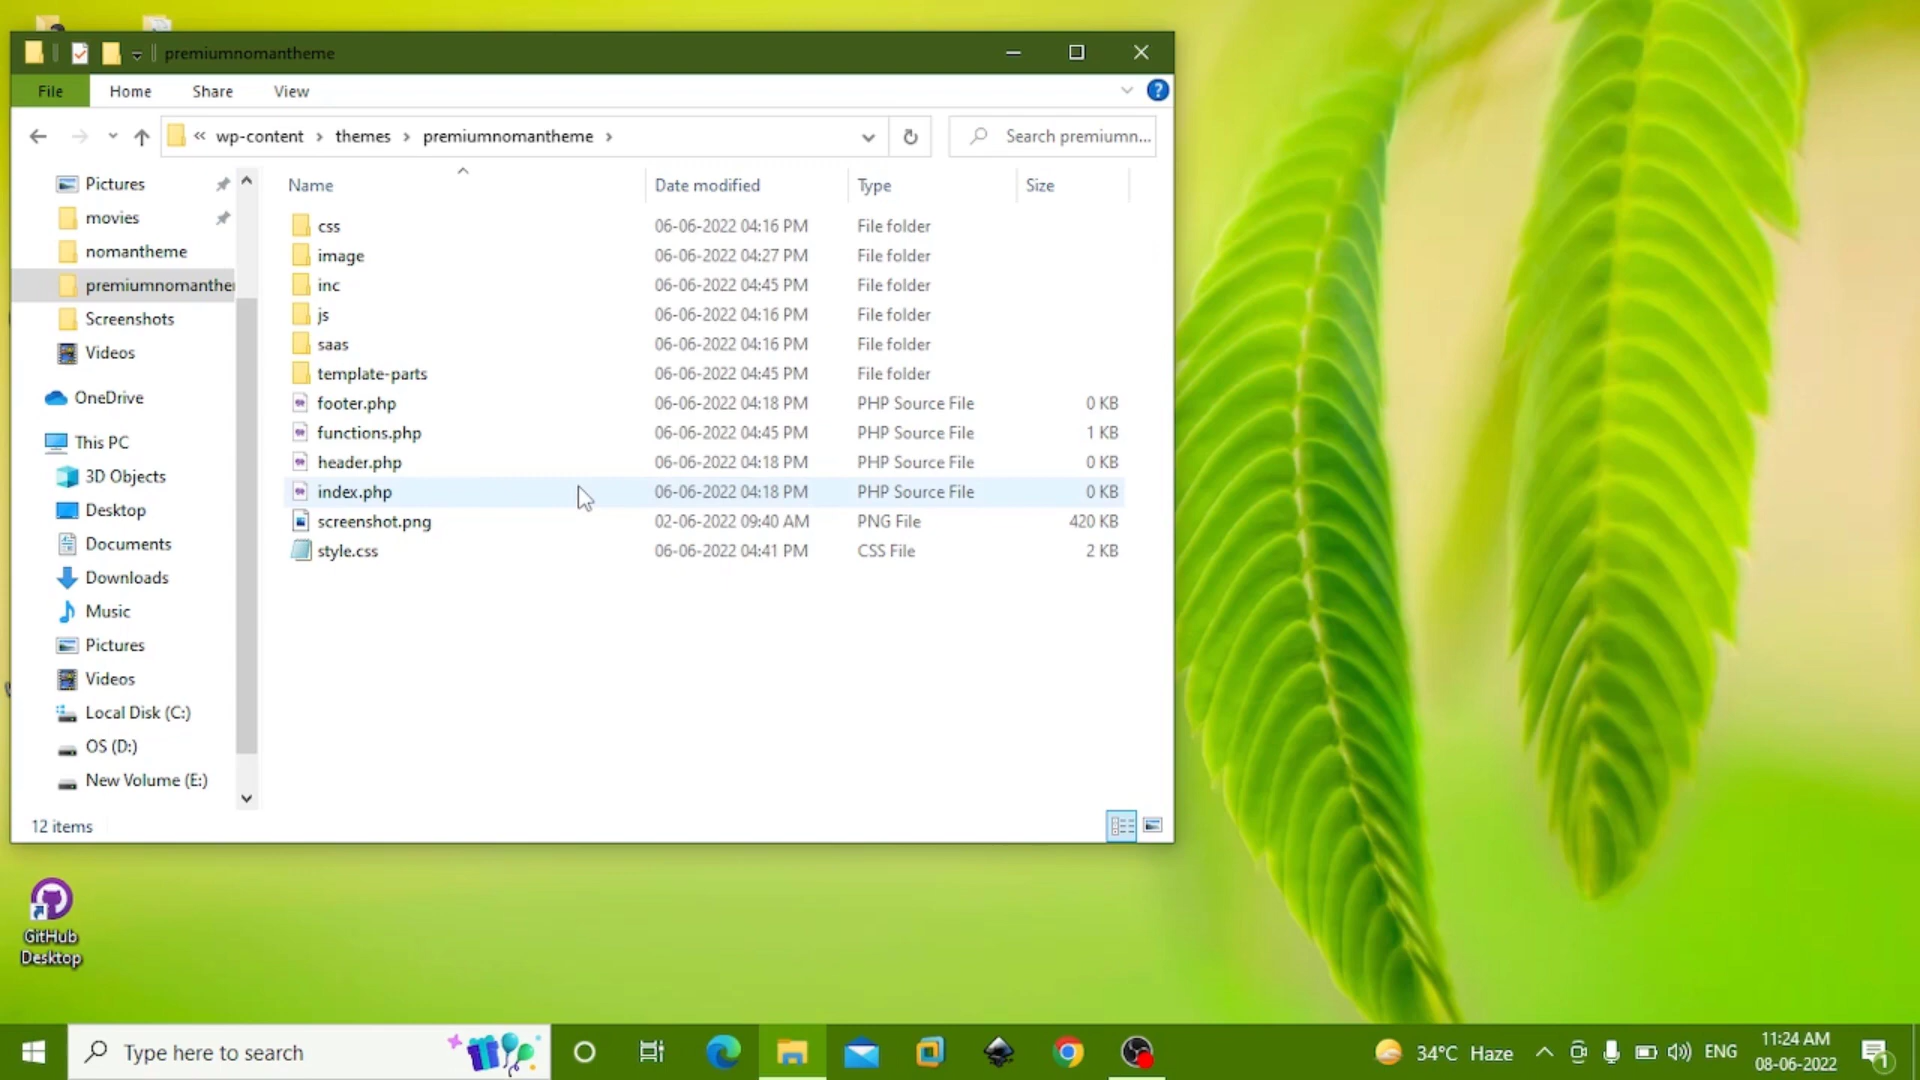 premiumnomantheme
File Home Share View
« wp-content › themes › premiumnomantheme › Search premiumn...
Name Date modified Type Size
Pictures
movies
nomantheme
premiumnomanthe
Screenshots
Videos
OneDrive
This PC
3D Objects
Desktop
Documents
Downloads
Music
Pictures
Videos
Local Disk (C:)
OS (D:)
New Volume (E:)
css 06-06-2022 04:16 PM File folder
image 06-06-2022 04:27 PM File folder
inc 06-06-2022 04:45 PM File folder
js 06-06-2022 04:16 PM File folder
saas 06-06-2022 04:16 PM File folder
template-parts 06-06-2022 04:45 PM File folder
footer.php 06-06-2022 04:18 PM PHP Source File 0 KB
functions.php 06-06-2022 04:45 PM PHP Source File 1 KB
header.php 06-06-2022 04:18 PM PHP Source File 0 KB
index.php 06-06-2022 04:18 PM PHP Source File 0 KB
screenshot.png 02-06-2022 09:40 AM PNG File 420 KB
style.css 06-06-2022 04:41 PM CSS File 2 KB
12 items
GitHub
Desktop
Type here to search
34°C Haze
ENG
11:24 AM
08-06-2022
1